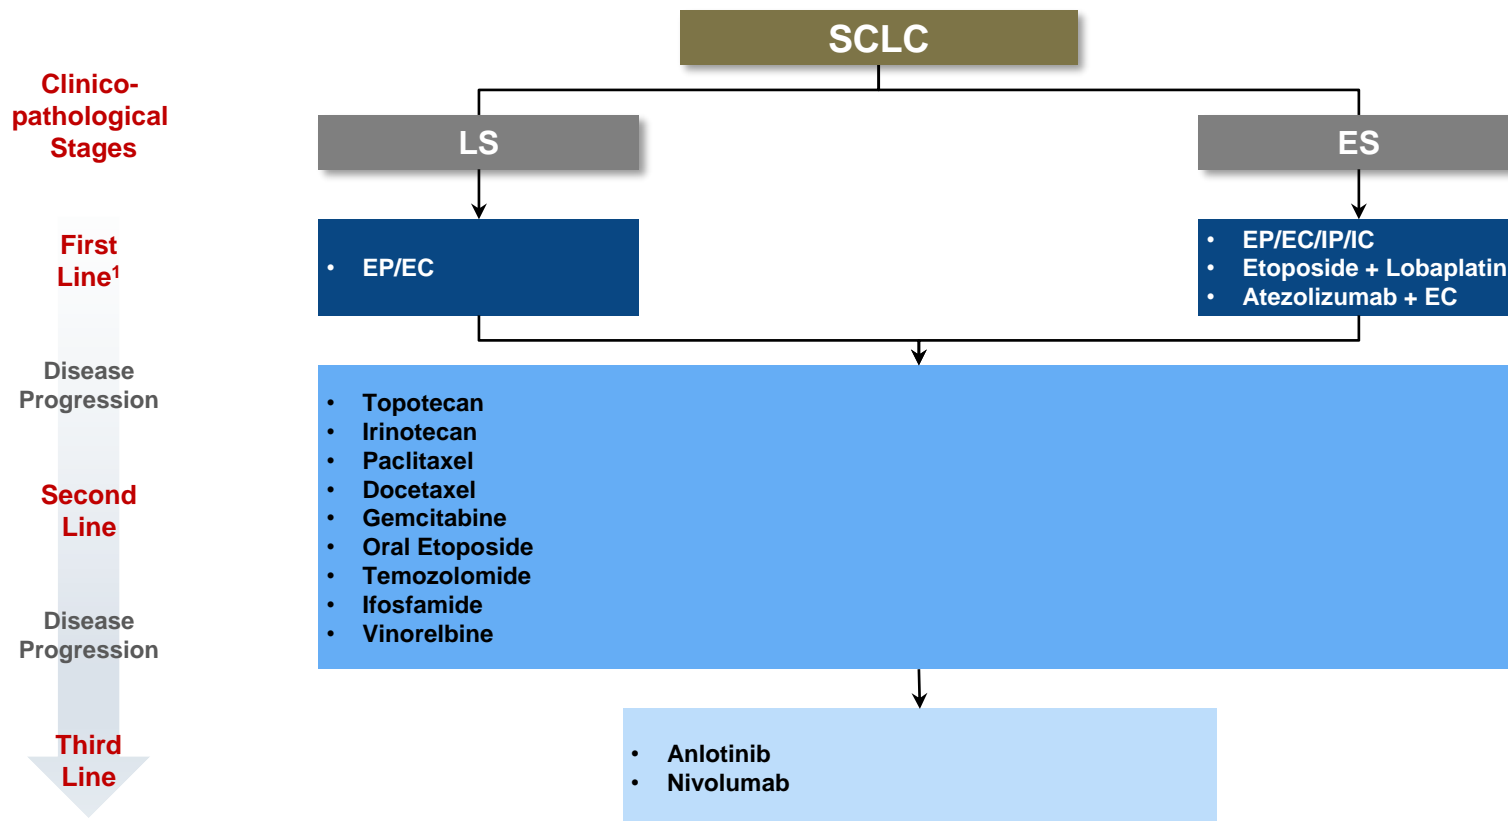 SCLC
Clinico-
pathological
Stages
LS
ES
First
Line¹
• EP/EC
• EP/EC/IP/IC
• Etoposide + Lobaplatin
• Atezolizumab + EC
Disease
Progression
Second
Line
• Topotecan
• Irinotecan
• Paclitaxel
• Docetaxel
• Gemcitabine
• Oral Etoposide
• Temozolomide
• Ifosfamide
• Vinorelbine
Disease
Progression
Third
Line
• Anlotinib
• Nivolumab